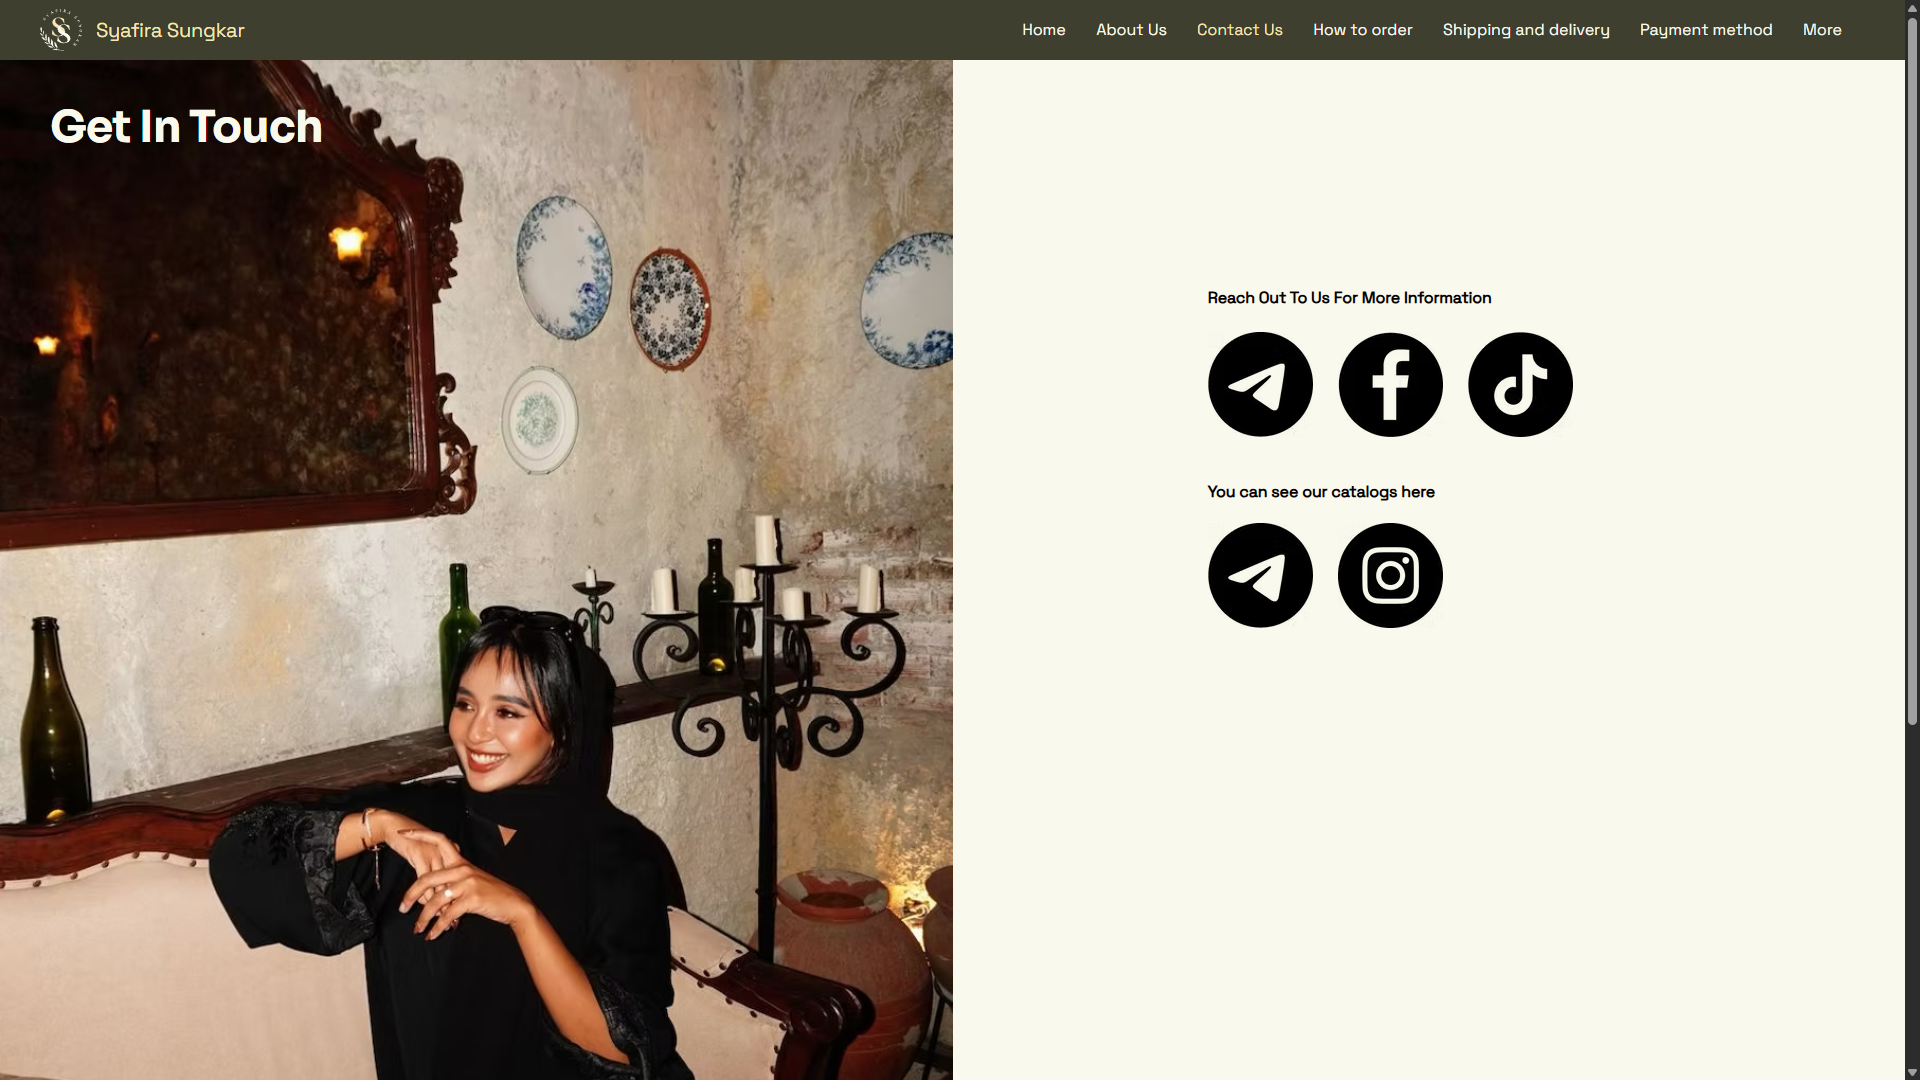 Syafira Sungkar
Home
About Us
Contact Us
How to order
Shipping and delivery
Payment method
More
Get In Touch
Reach Out To Us For More Information
You can see our catalogs here